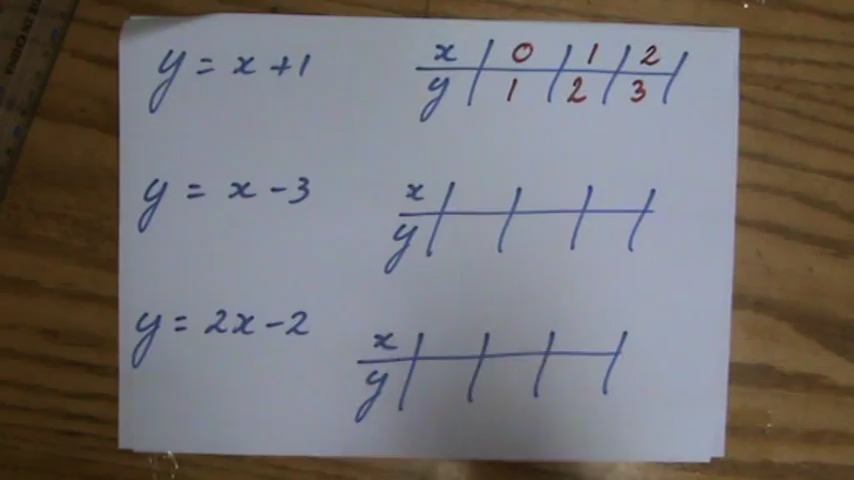 y = x + 1
x 0 1 2
y 1 2 3
y = x - 3
x
y
y = 2x - 2
x
y